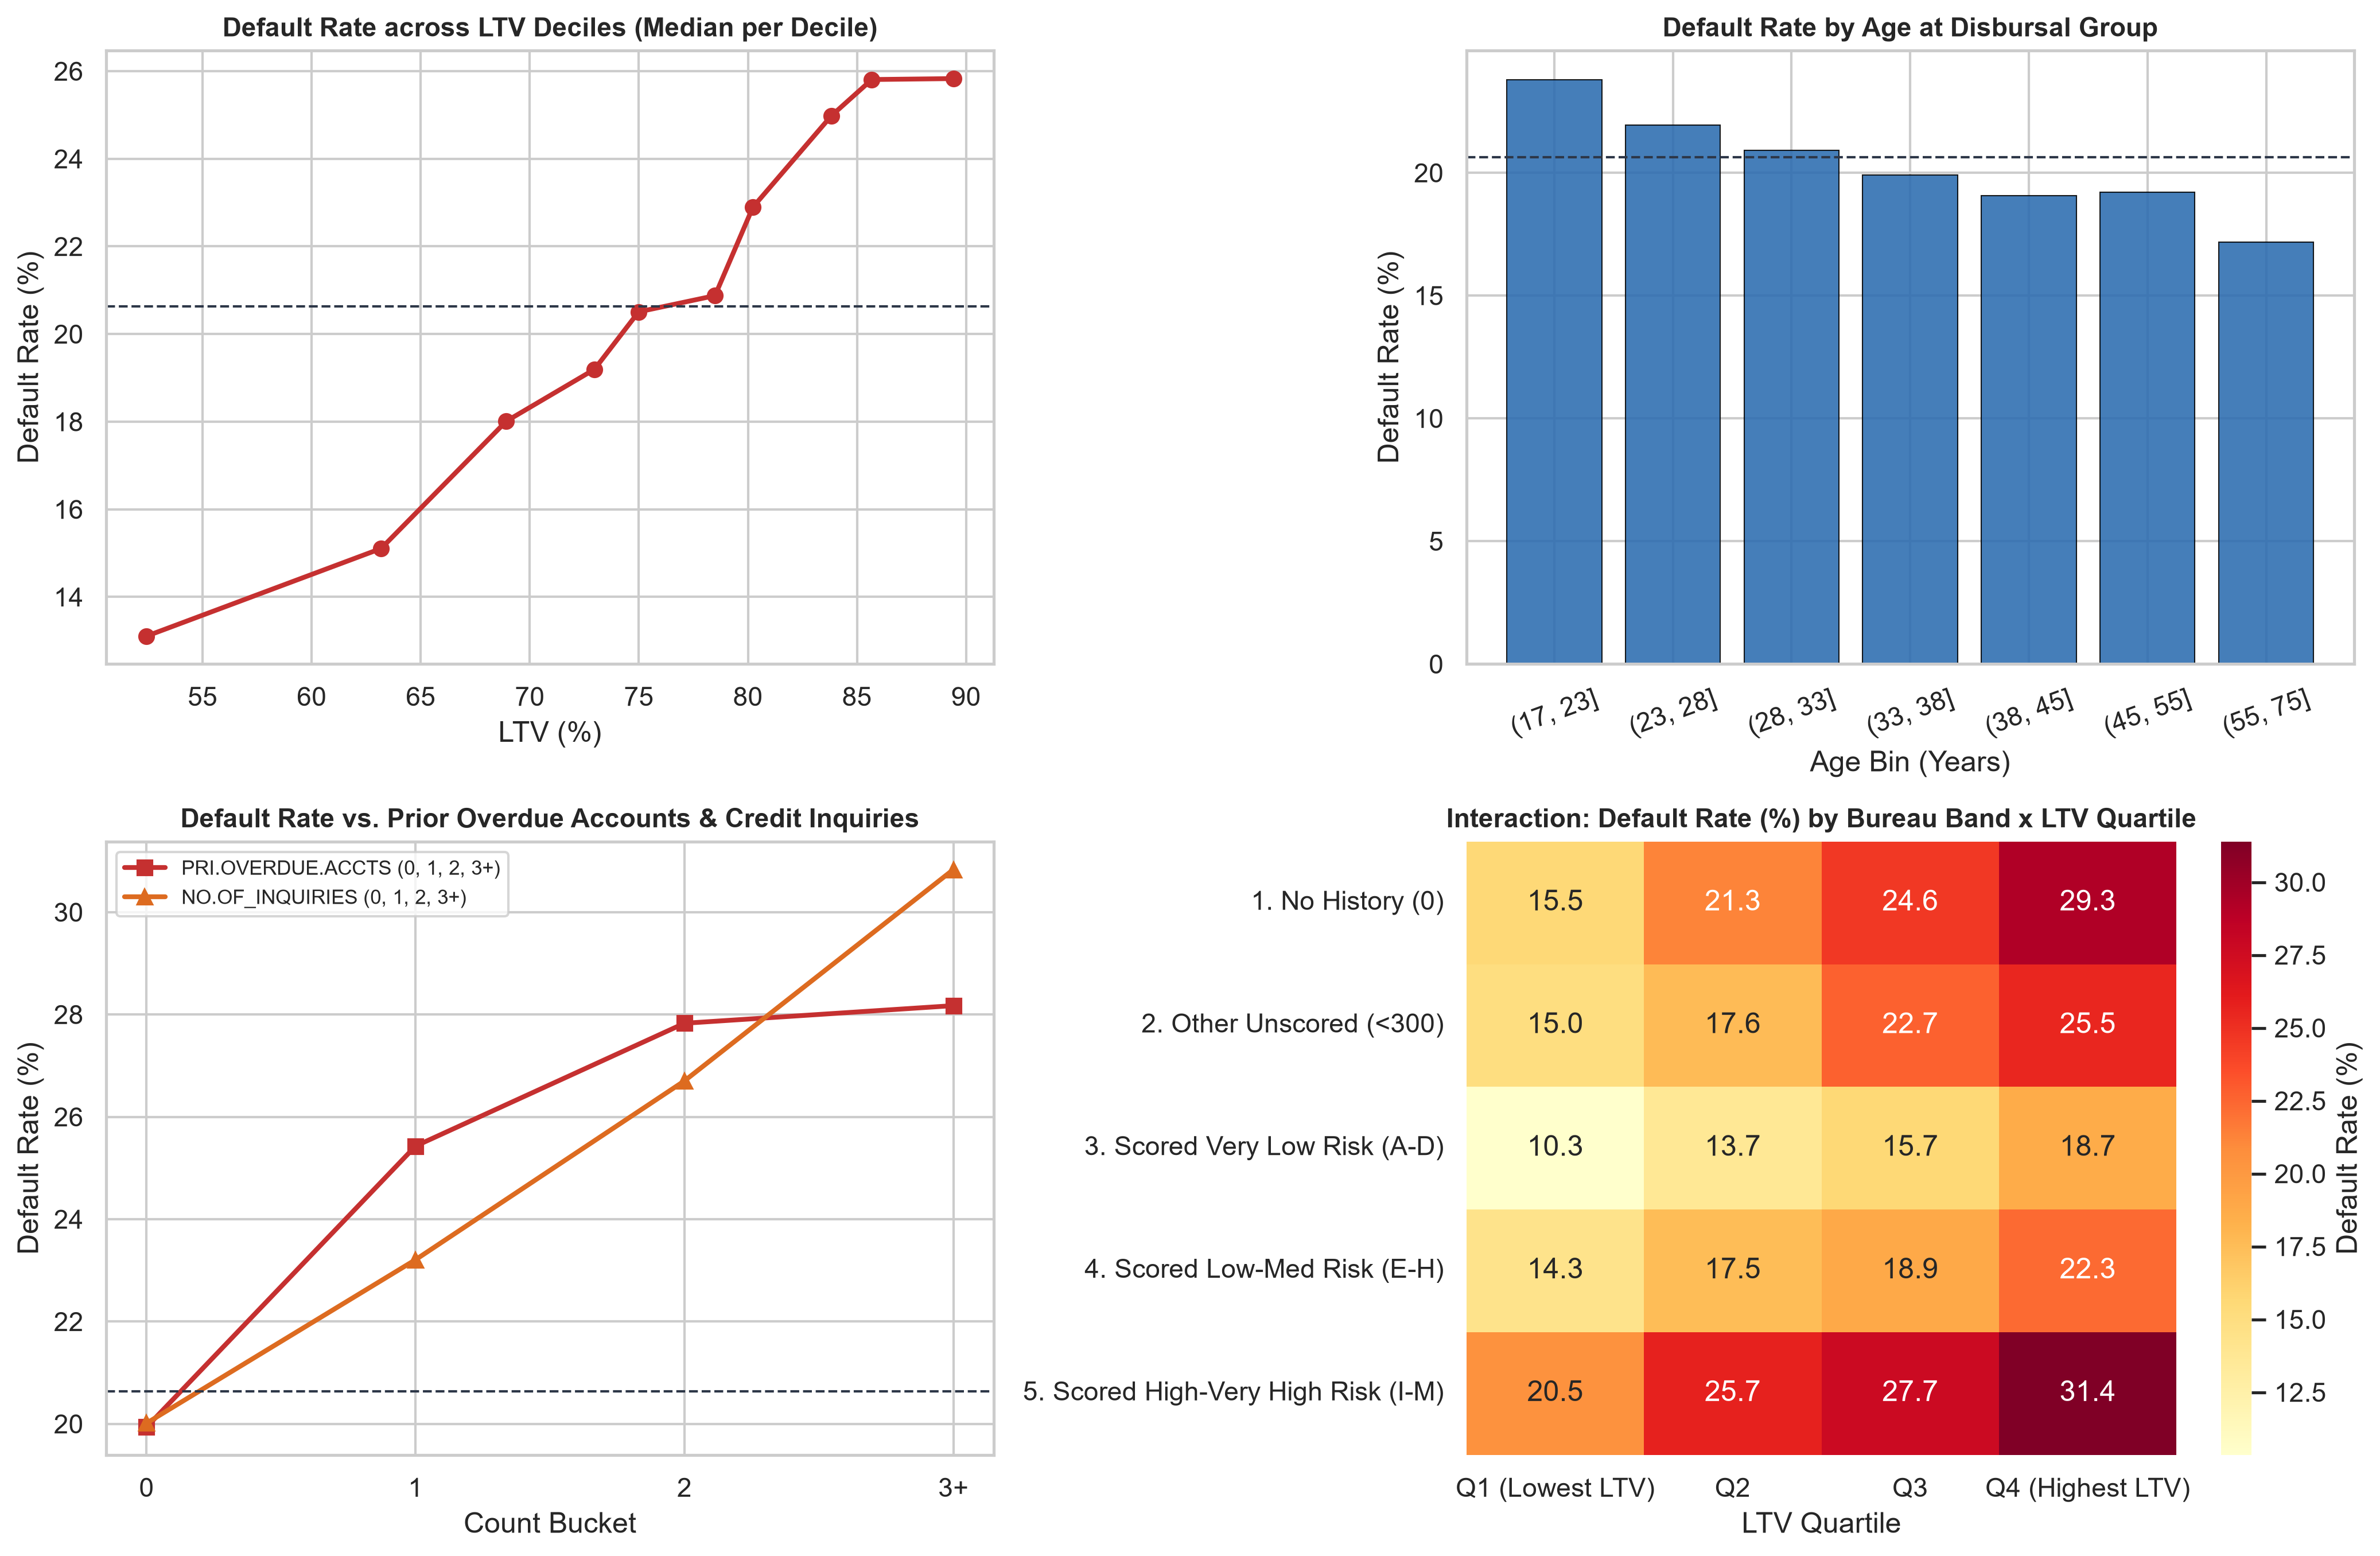 Default Rate across LTV Deciles (Median per Decile)
Default Rate (%)
26
24
22
20
18
16
14
55 60 65 70 75 80 85 90
LTV (%)
Default Rate by Age at Disbursal Group
Default Rate (%)
20
15
10
5
0
(17, 23] (23, 28] (28, 33] (33, 38] (38, 45] (45, 55] (55, 75]
Age Bin (Years)
Default Rate vs. Prior Overdue Accounts & Credit Inquiries
PRI.OVERDUE.ACCTS (0, 1, 2, 3+)
NO.OF_INQUIRIES (0, 1, 2, 3+)
Default Rate (%)
30
28
26
24
22
20
0 1 2 3+
Count Bucket
Interaction: Default Rate (%) by Bureau Band x LTV Quartile
1. No History (0) 15.5 21.3 24.6 29.3
2. Other Unscored (<300) 15.0 17.6 22.7 25.5
3. Scored Very Low Risk (A-D) 10.3 13.7 15.7 18.7
4. Scored Low-Med Risk (E-H) 14.3 17.5 18.9 22.3
5. Scored High-Very High Risk (I-M) 20.5 25.7 27.7 31.4
Q1 (Lowest LTV) Q2 Q3 Q4 (Highest LTV)
LTV Quartile
30.0
27.5
25.0
22.5
20.0
17.5
15.0
12.5
Default Rate (%)